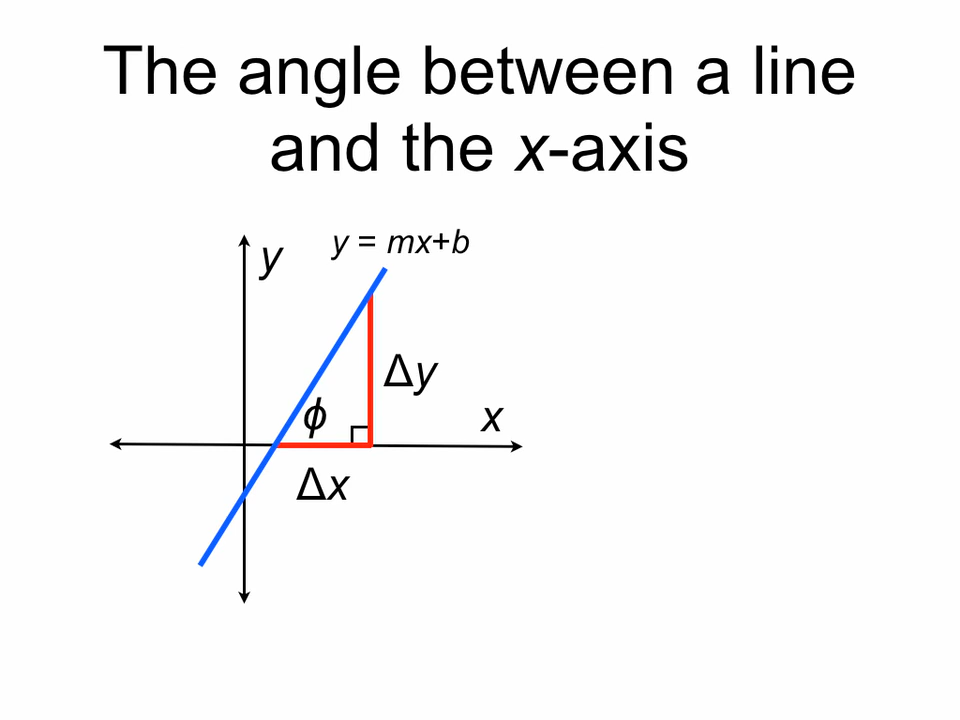 The angle between a line
and the x-axis
y = mx+b
y
Δy
ϕ
x
Δx